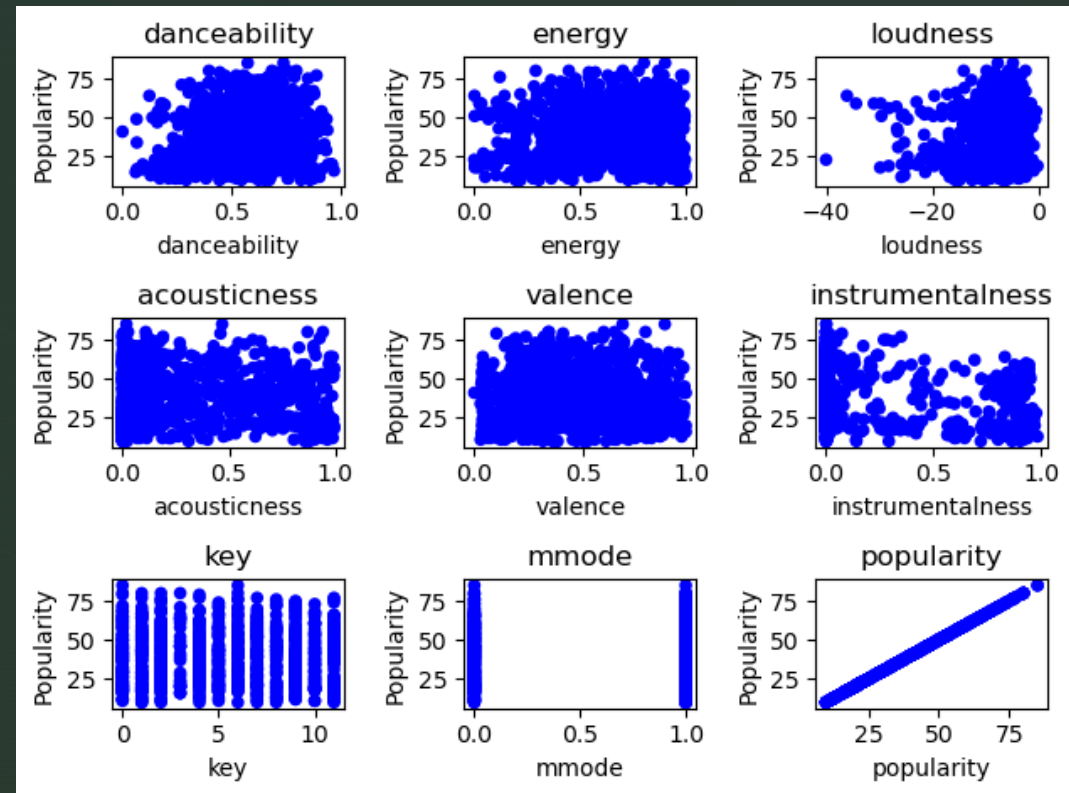 danceability energy loudness
Popularity 75 50 25 Popularity 75 50 25 Popularity 75 50 25
0.0 0.5 1.0 0.0 0.5 1.0 −40 −20 0
danceability energy loudness
acousticness valence instrumentalness
Popularity 75 50 25 Popularity 75 50 25 Popularity 75 50 25
0.0 0.5 1.0 0.0 0.5 1.0 0.0 0.5 1.0
acousticness valence instrumentalness
key mmode popularity
Popularity 75 50 25 Popularity 75 50 25 Popularity 75 50 25
0 5 10 0.0 0.5 1.0 25 50 75
key mmode popularity